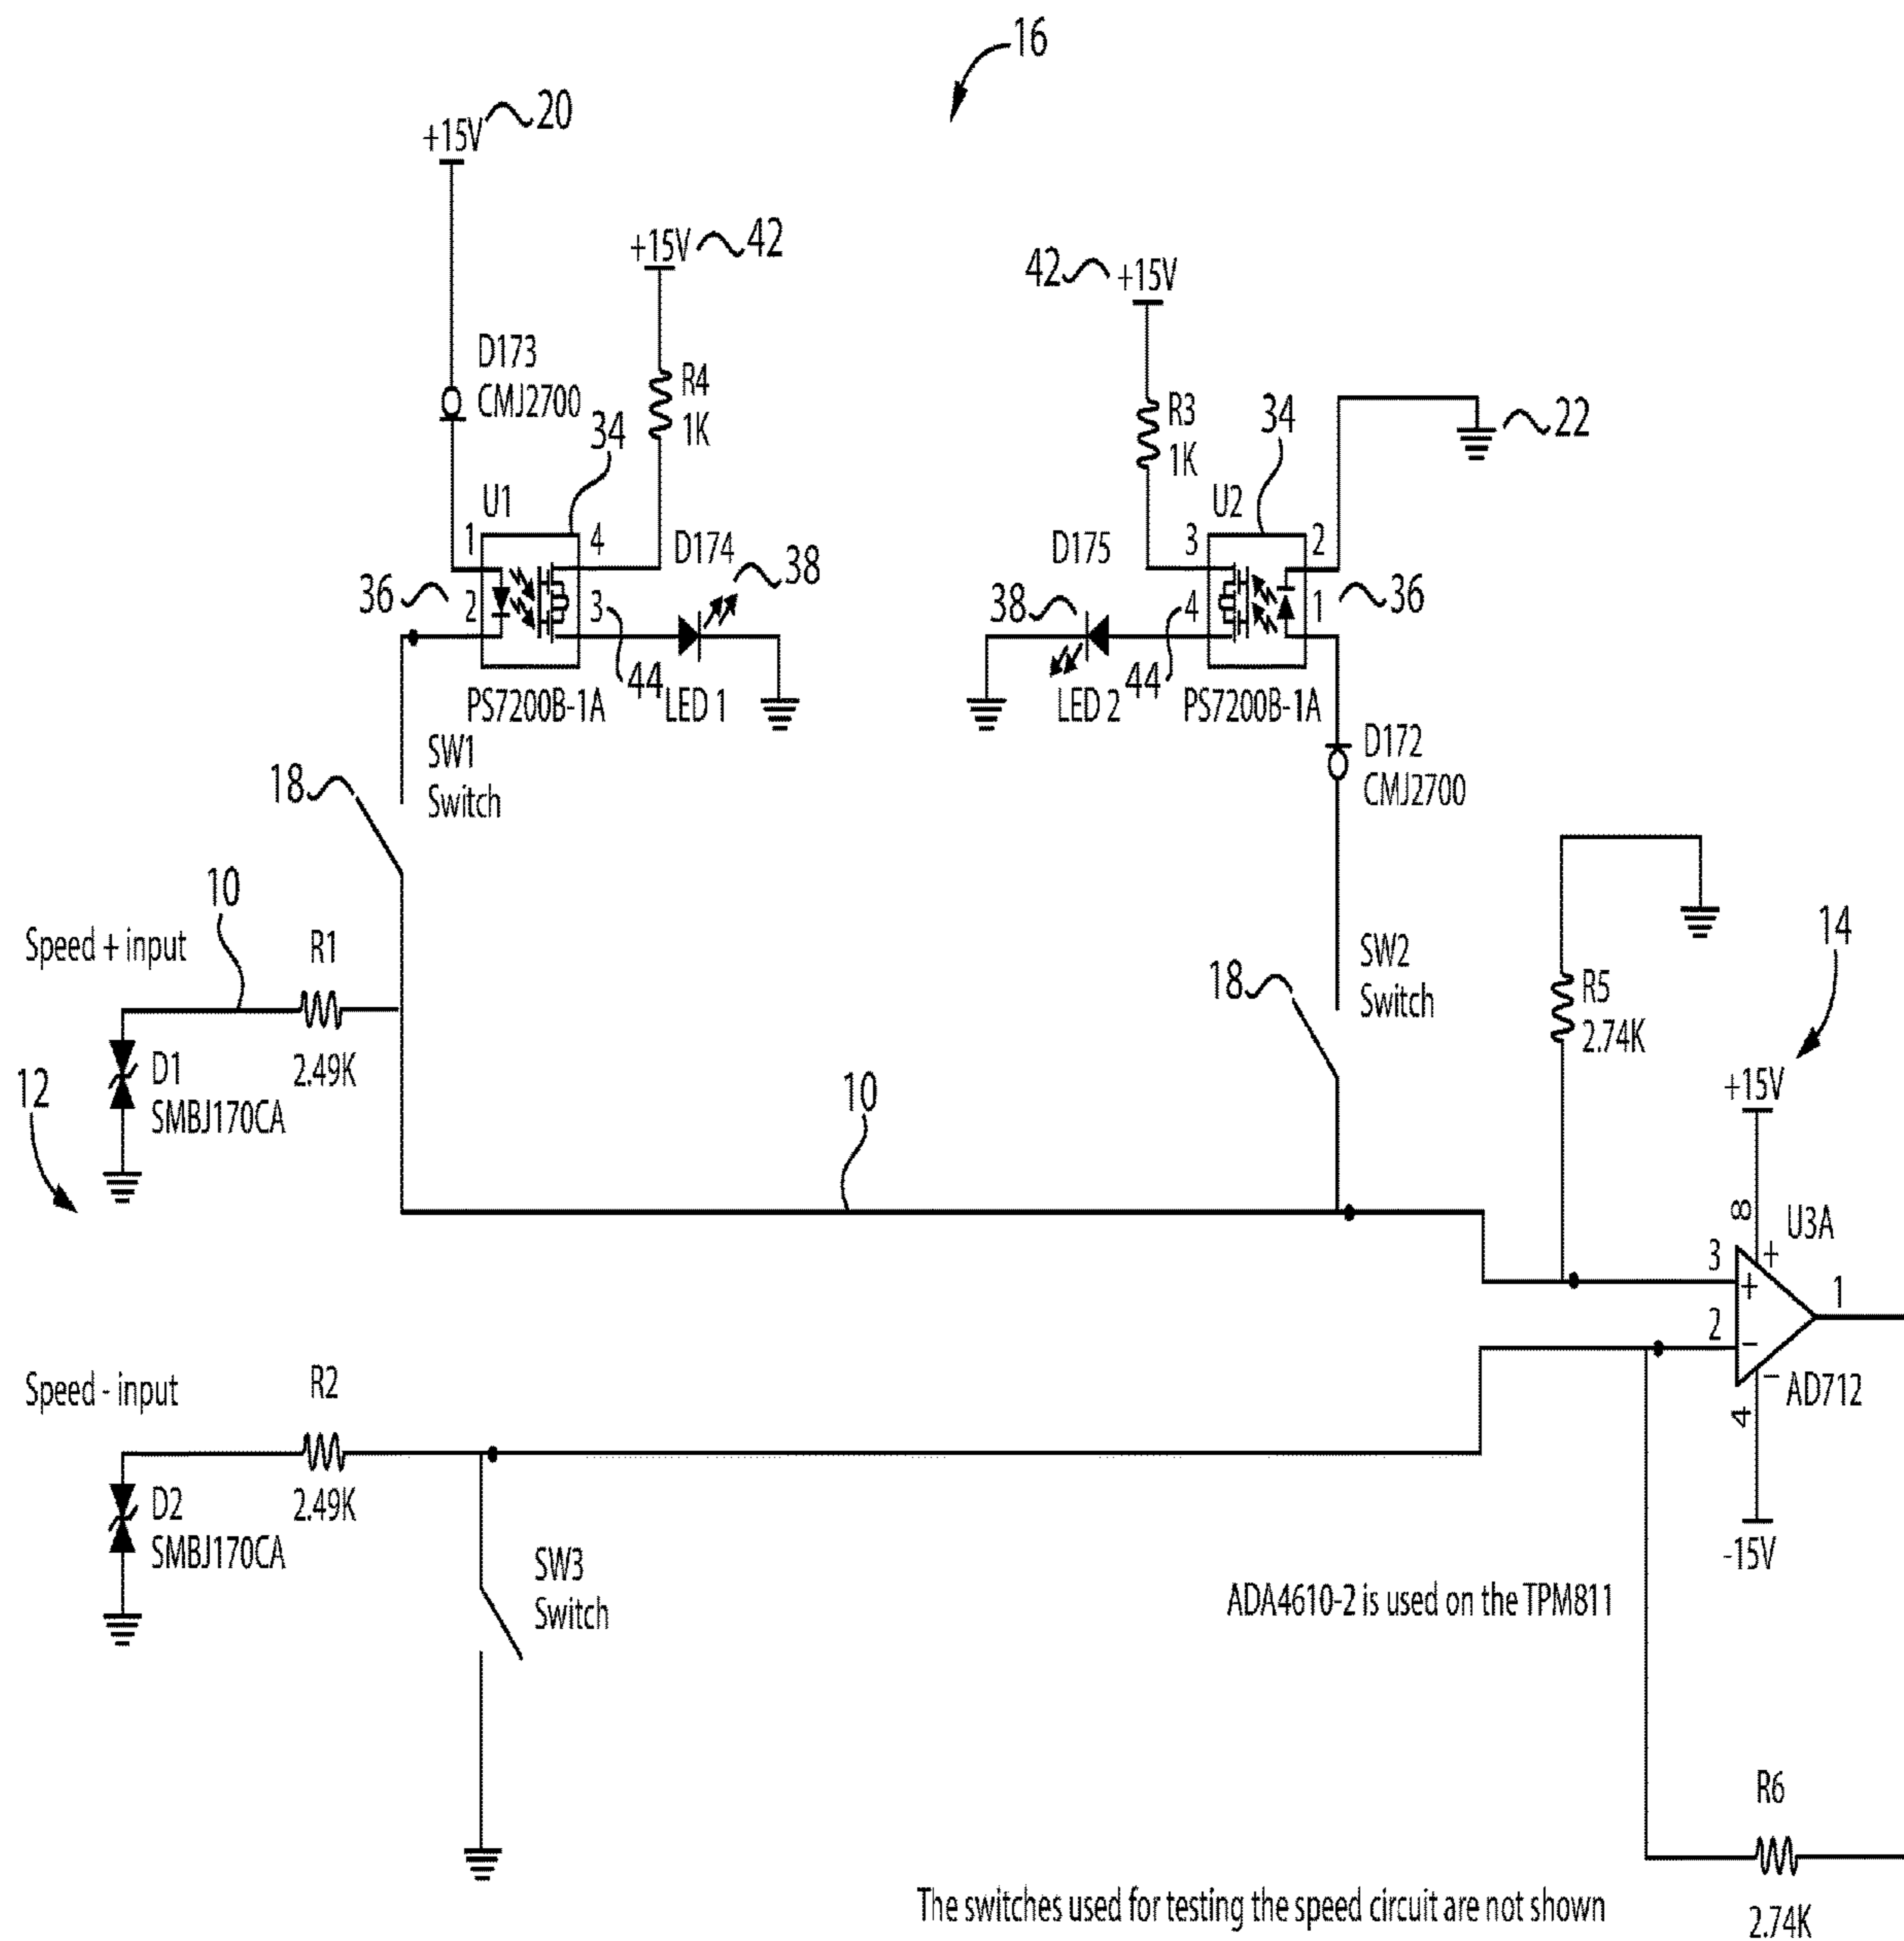 16
20
+15V
+15V 42
42 +15V
D173
CMJ2700
R4
1K
34
R3
1K
34
22
U1
1
4
D174
38
36
2
3
44
PS7200B-1A
LED 1
D175
U2
3
2
38
4
1
36
LED 2
44
PS7200B-1A
SW1
Switch
18
D172
CMJ2700
10
Speed + input
R1
2.49K
12
D1
SMBJ170CA
10
18
SW2
Switch
R5
2.74K
14
+15V
8
U3A
3
+
+
1
2
-
-
AD712
4
-15V
Speed - input
R2
2.49K
D2
SMBJ170CA
SW3
Switch
ADA4610-2 is used on the TPM811
R6
2.74K
The switches used for testing the speed circuit are not shown